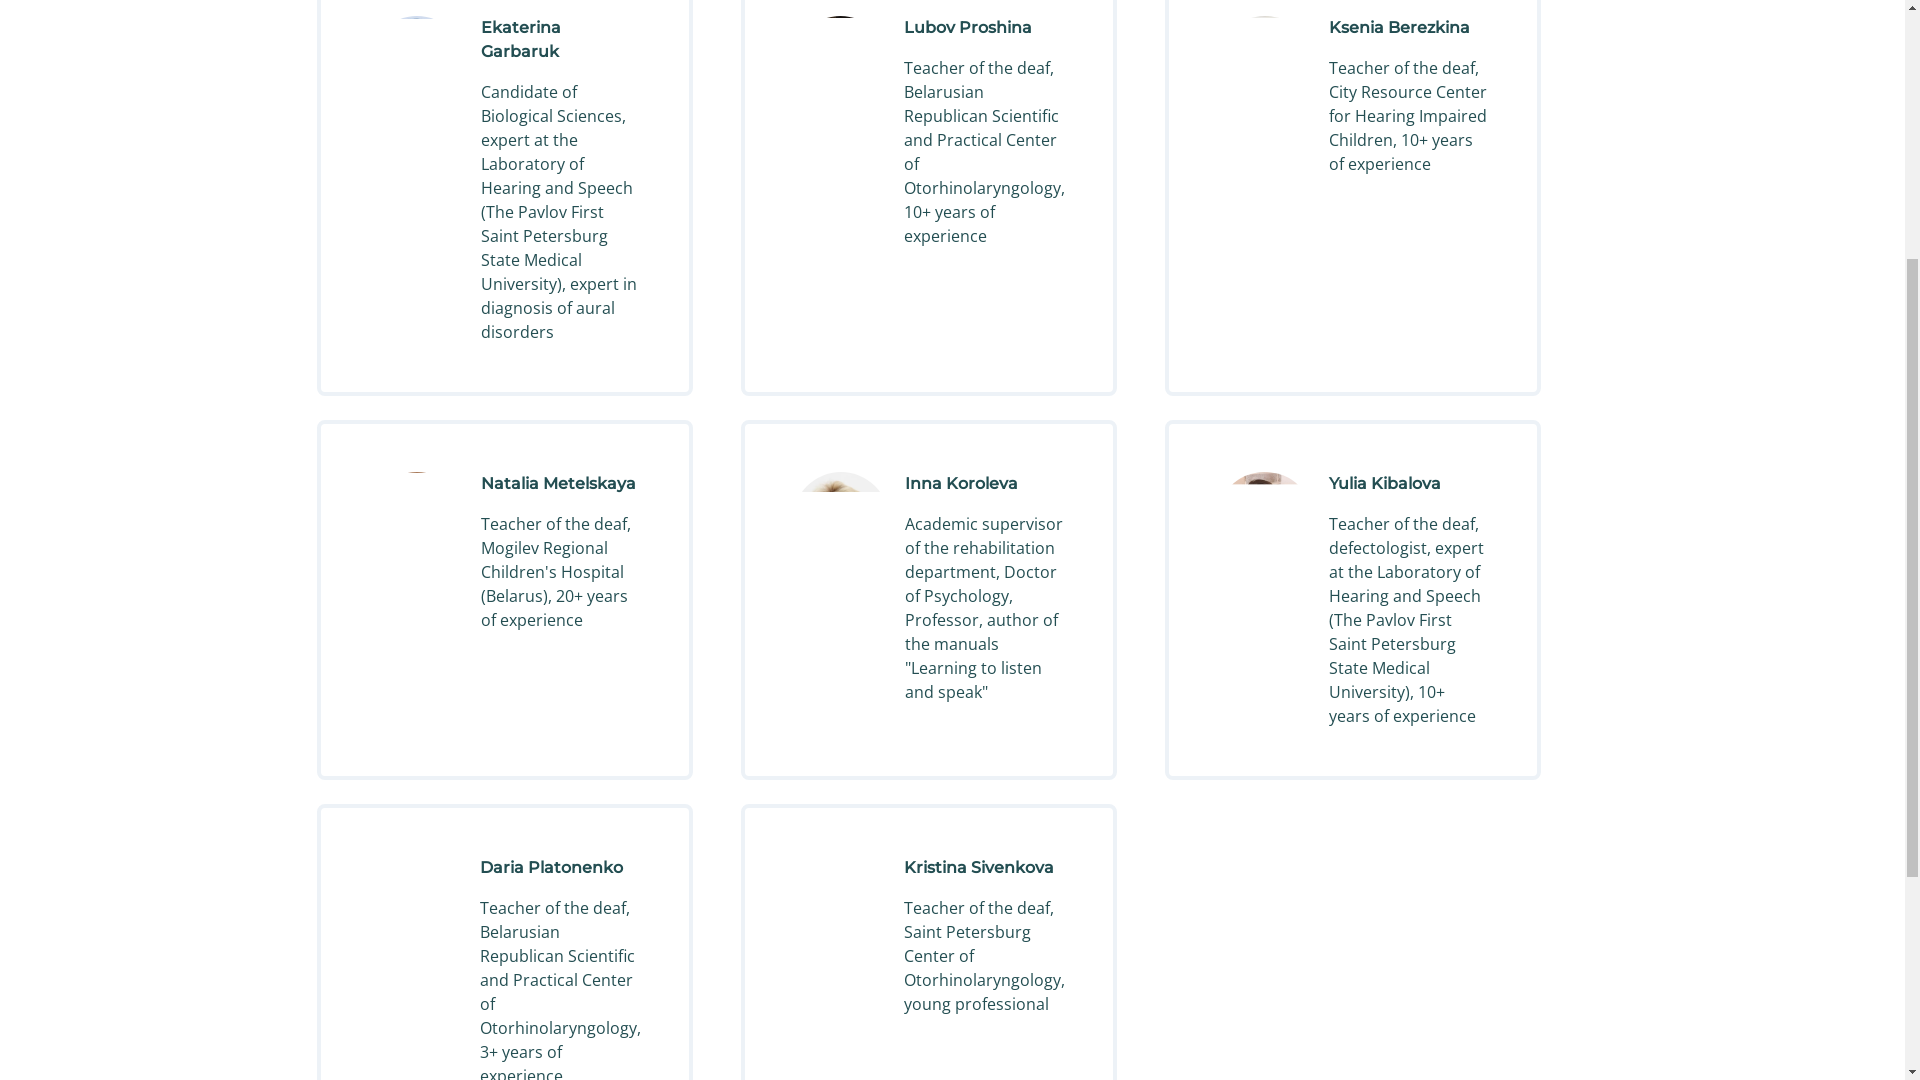 Ekaterina
Garbaruk
Candidate of
Biological Sciences,
expert at the
Laboratory of
Hearing and Speech
(The Pavlov First
Saint Petersburg
State Medical
University), expert in
diagnosis of aural
disorders
Lubov Proshina
Teacher of the deaf,
Belarusian
Republican Scientific
and Practical Center
of
Otorhinolaryngology,
10+ years of
experience
Ksenia Berezkina
Teacher of the deaf,
City Resource Center
for Hearing Impaired
Children, 10+ years
of experience
Natalia Metelskaya
Teacher of the deaf,
Mogilev Regional
Children's Hospital
(Belarus), 20+ years
of experience
Inna Koroleva
Academic supervisor
of the rehabilitation
department, Doctor
of Psychology,
Professor, author of
the manuals
"Learning to listen
and speak"
Yulia Kibalova
Teacher of the deaf,
defectologist, expert
at the Laboratory of
Hearing and Speech
(The Pavlov First
Saint Petersburg
State Medical
University), 10+
years of experience
Daria Platonenko
Teacher of the deaf,
Belarusian
Republican Scientific
and Practical Center
of
Otorhinolaryngology,
3+ years of
experience
Kristina Sivenkova
Teacher of the deaf,
Saint Petersburg
Center of
Otorhinolaryngology,
young professional